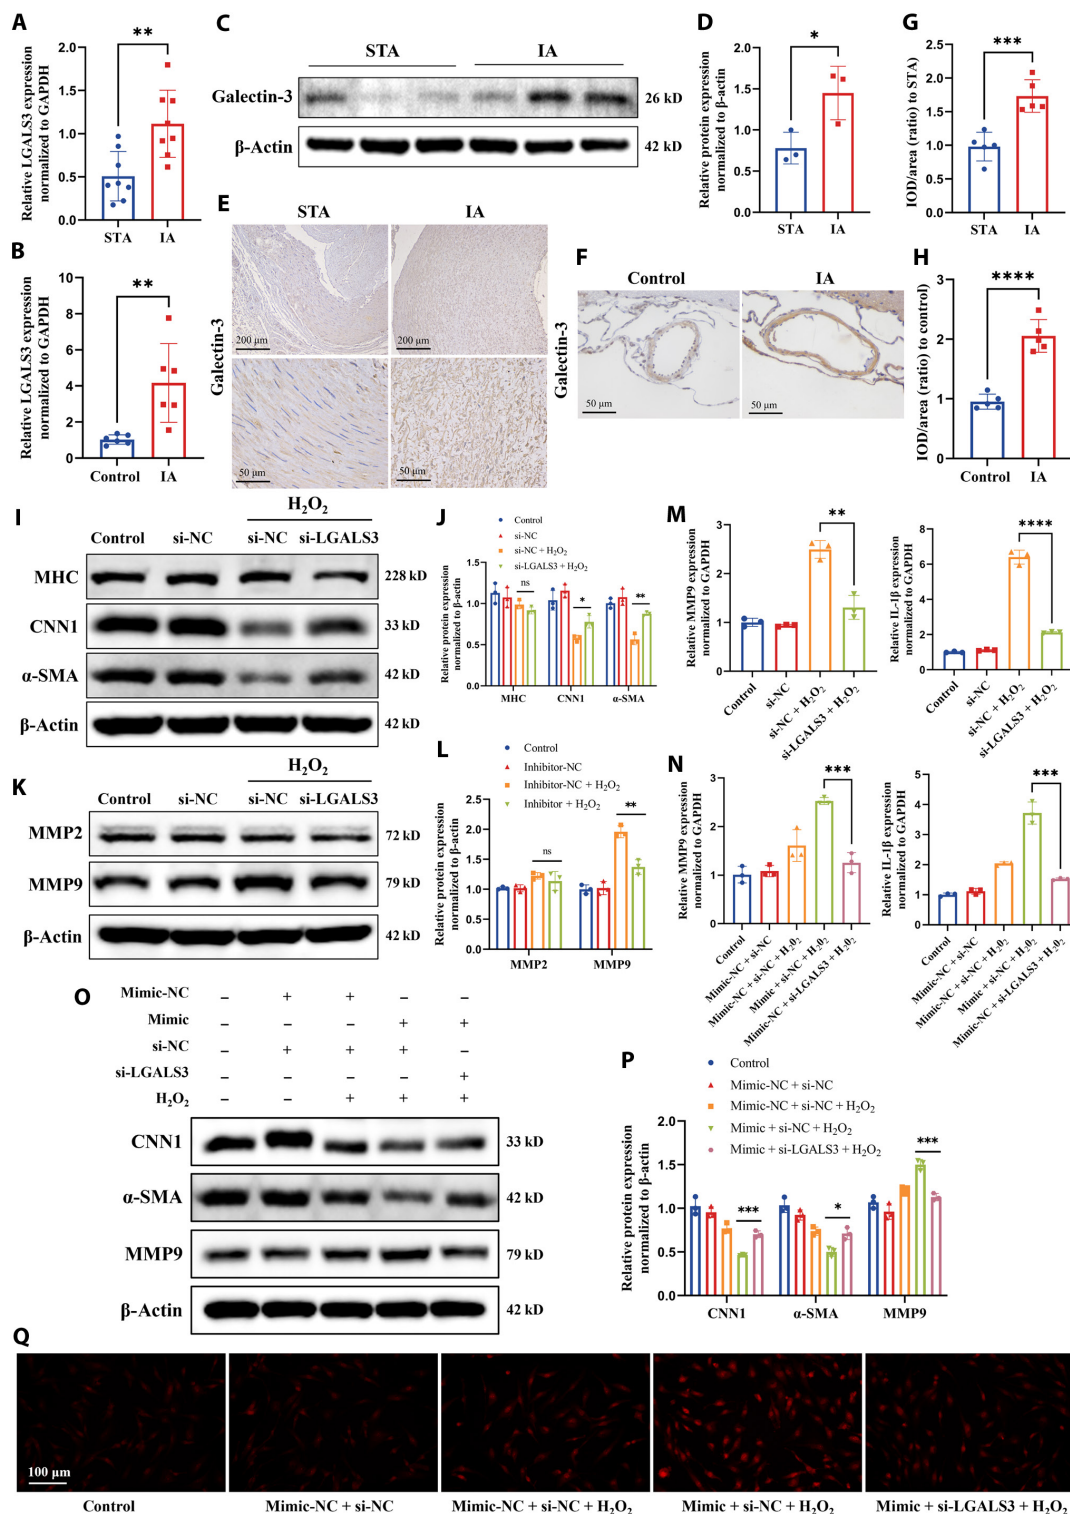 A
Relative LGALS3 expression
normalized to GAPDH
2.0
1.5
1.0
0.5
0.0
**
STA
IA
B
Relative LGALS3 expression
normalized to GAPDH
10
8
6
4
2
0
**
Control
IA
C
STA
IA
Galectin-3
26 kD
β-Actin
42 kD
D
Relative protein expression
normalized to β-actin
2.0
1.5
1.0
0.5
0.0
*
STA
IA
G
IOD/area (ratio) to STA
2.5
2.0
1.5
1.0
0.5
0.0
***
STA
IA
E
STA
IA
Galectin-3
200 μm
200 μm
50 μm
50 μm
F
Control
IA
Galectin-3
50 μm
50 μm
H
IOD/area (ratio) to control
3
2
1
0
****
Control
IA
I
H₂O₂
Control
si-NC
si-NC
si-LGALS3
MHC
228 kD
CNN1
33 kD
α-SMA
42 kD
β-Actin
42 kD
J
Control
si-NC
si-NC + H₂O₂
si-LGALS3 + H₂O₂
Relative protein expression
normalized to β-actin
1.5
1.0
0.5
0.0
ns
*
**
MHC
CNN1
α-SMA
M
Relative MMP9 expression
normalized to GAPDH
3
2
1
0
**
Control
si-NC
si-NC + H₂O₂
si-LGALS3 + H₂O₂
Relative IL-1β expression
normalized to GAPDH
8
6
4
2
0
****
Control
si-NC
si-NC + H₂O₂
si-LGALS3 + H₂O₂
K
H₂O₂
Control
si-NC
si-NC
si-LGALS3
MMP2
72 kD
MMP9
79 kD
β-Actin
42 kD
L
Control
Inhibitor-NC
Inhibitor-NC + H₂O₂
Inhibitor + H₂O₂
Relative protein expression
normalized to β-actin
2.5
2.0
1.5
1.0
0.5
0.0
ns
**
MMP2
MMP9
N
Relative MMP9 expression
normalized to GAPDH
3
2
1
0
***
Control
Mimic-NC + si-NC
Mimic-NC + si-NC + H₂O₂
Mimic + si-NC + H₂O₂
Mimic-NC + si-LGALS3 + H₂O₂
Relative IL-1β expression
normalized to GAPDH
5
4
3
2
1
0
***
Control
Mimic-NC + si-NC
Mimic-NC + si-NC + H₂O₂
Mimic + si-NC + H₂O₂
Mimic-NC + si-LGALS3 + H₂O₂
O
Mimic-NC – + + – –
Mimic – – – + +
si-NC – + + + –
si-LGALS3 – – – – +
H₂O₂ – – + + +
CNN1
33 kD
α-SMA
42 kD
MMP9
79 kD
β-Actin
42 kD
P
Control
Mimic-NC + si-NC
Mimic-NC + si-NC + H₂O₂
Mimic + si-NC + H₂O₂
Mimic + si-LGALS3 + H₂O₂
Relative protein expression
normalized to β-actin
2.0
1.5
1.0
0.5
0.0
***
*
***
CNN1
α-SMA
MMP9
Q
100 μm
Control
Mimic-NC + si-NC
Mimic-NC + si-NC + H₂O₂
Mimic + si-NC + H₂O₂
Mimic + si-LGALS3 + H₂O₂